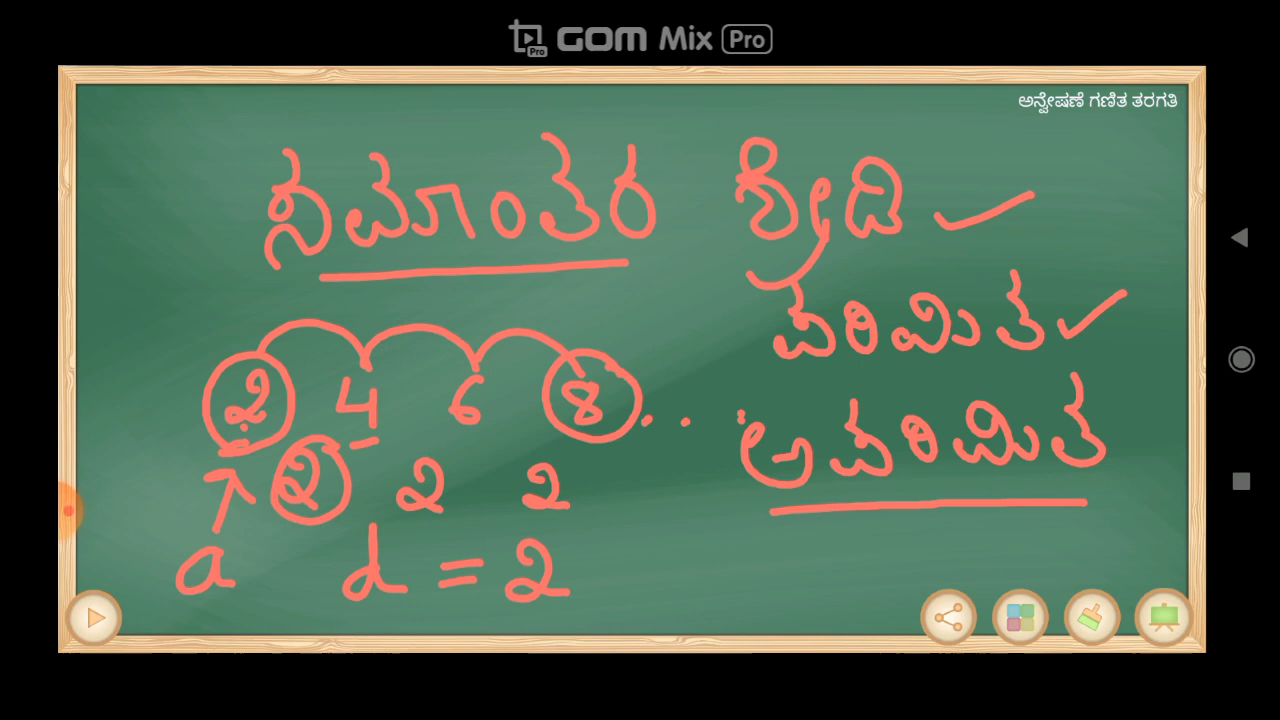 GOM Mix Pro
ಅನ್ವೇಷಣೆ ಗಣಿತ ತರಗತಿ
ಸಮಾಂತರ ಶ್ರೇಢಿ ✓
ಪರಿಮಿತ ✓
2 4 6 8 . . .
ಅಪರಿಮಿತ
2 2 2
a d = 2